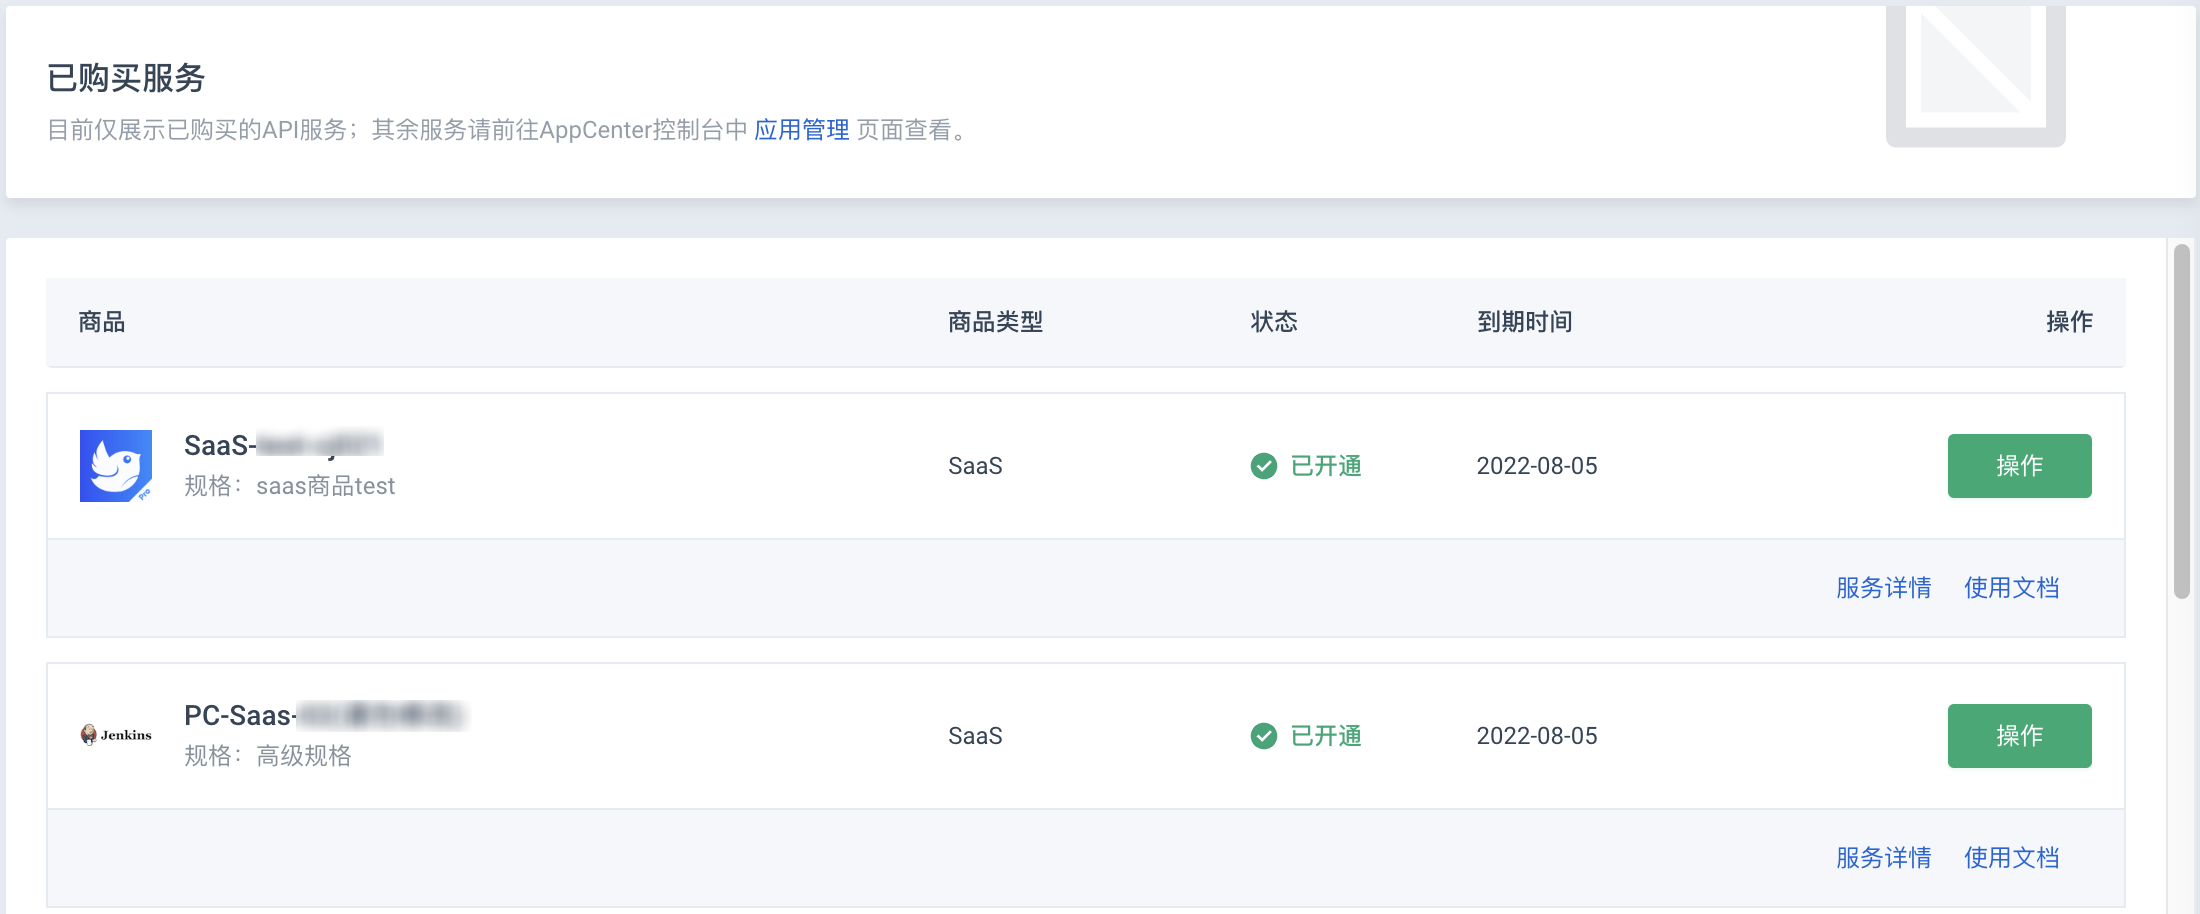 已购买服务
目前仅展示已购买的API服务；其余服务请前往AppCenter控制台中 应用管理 页面查看。
商品 商品类型 状态 到期时间 操作
SaaS-
规格：saas商品test
SaaS 已开通 2022-08-05 操作
Pro
服务详情 使用文档
PC-Saas-
规格：高级规格
Jenkins
SaaS 已开通 2022-08-05 操作
服务详情 使用文档